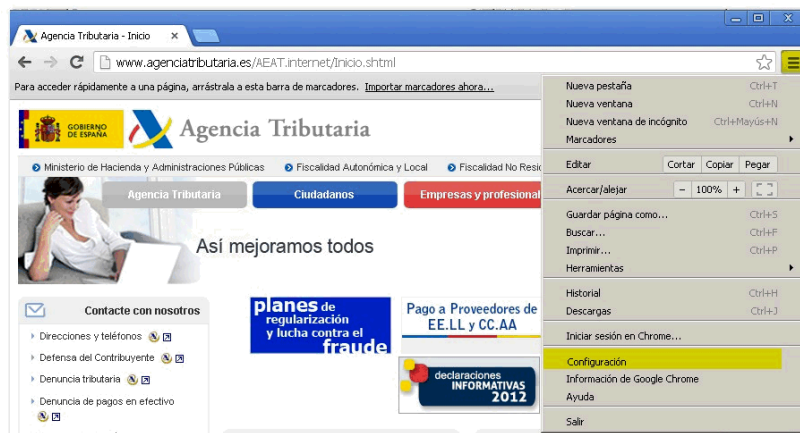 Agencia Tributaria - Inicio
www.agenciatributaria.es/AEAT.internet/Inicio.shtml
Para acceder rápidamente a una página, arrástrala a esta barra de marcadores. Importar marcadores ahora...
GOBIERNO
DE ESPAÑA
Agencia Tributaria
Ministerio de Hacienda y Administraciones Públicas
Fiscalidad Autonómica y Local
Fiscalidad No Resid
Agencia Tributaria
Ciudadanos
Empresas y profesional
Así mejoramos todos
Contacte con nosotros
Direcciones y teléfonos
Defensa del Contribuyente
Denuncia tributaria
Denuncia de pagos en efectivo
planes de
regularización
y lucha contra el
fraude
Pago a Proveedores de
EE.LL y CC.AA
declaraciones
INFORMATIVAS
2012
Nueva pestaña Ctrl+T
Nueva ventana Ctrl+N
Nueva ventana de incógnito Ctrl+Mayús+N
Marcadores
Editar Cortar Copiar Pegar
Acercar/alejar - 100% +
Guardar página como... Ctrl+S
Buscar... Ctrl+F
Imprimir... Ctrl+P
Herramientas
Historial Ctrl+H
Descargas Ctrl+J
Iniciar sesión en Chrome...
Configuración
Información de Google Chrome
Ayuda
Salir